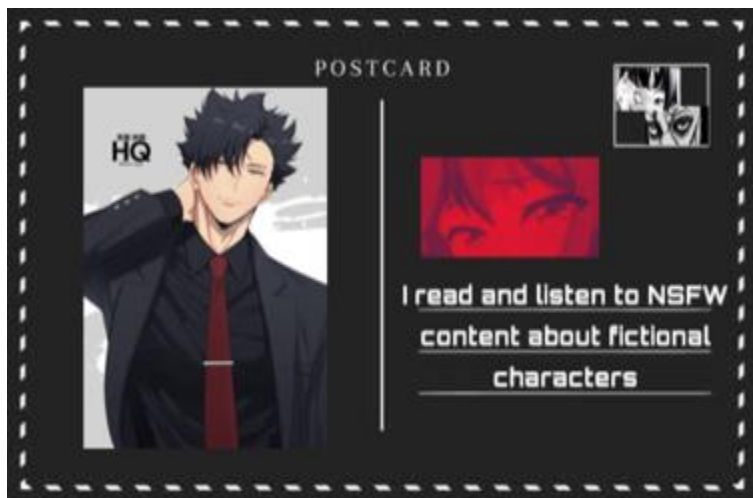 POSTCARD
HQ
I read and listen to NSFW
content about fictional
characters